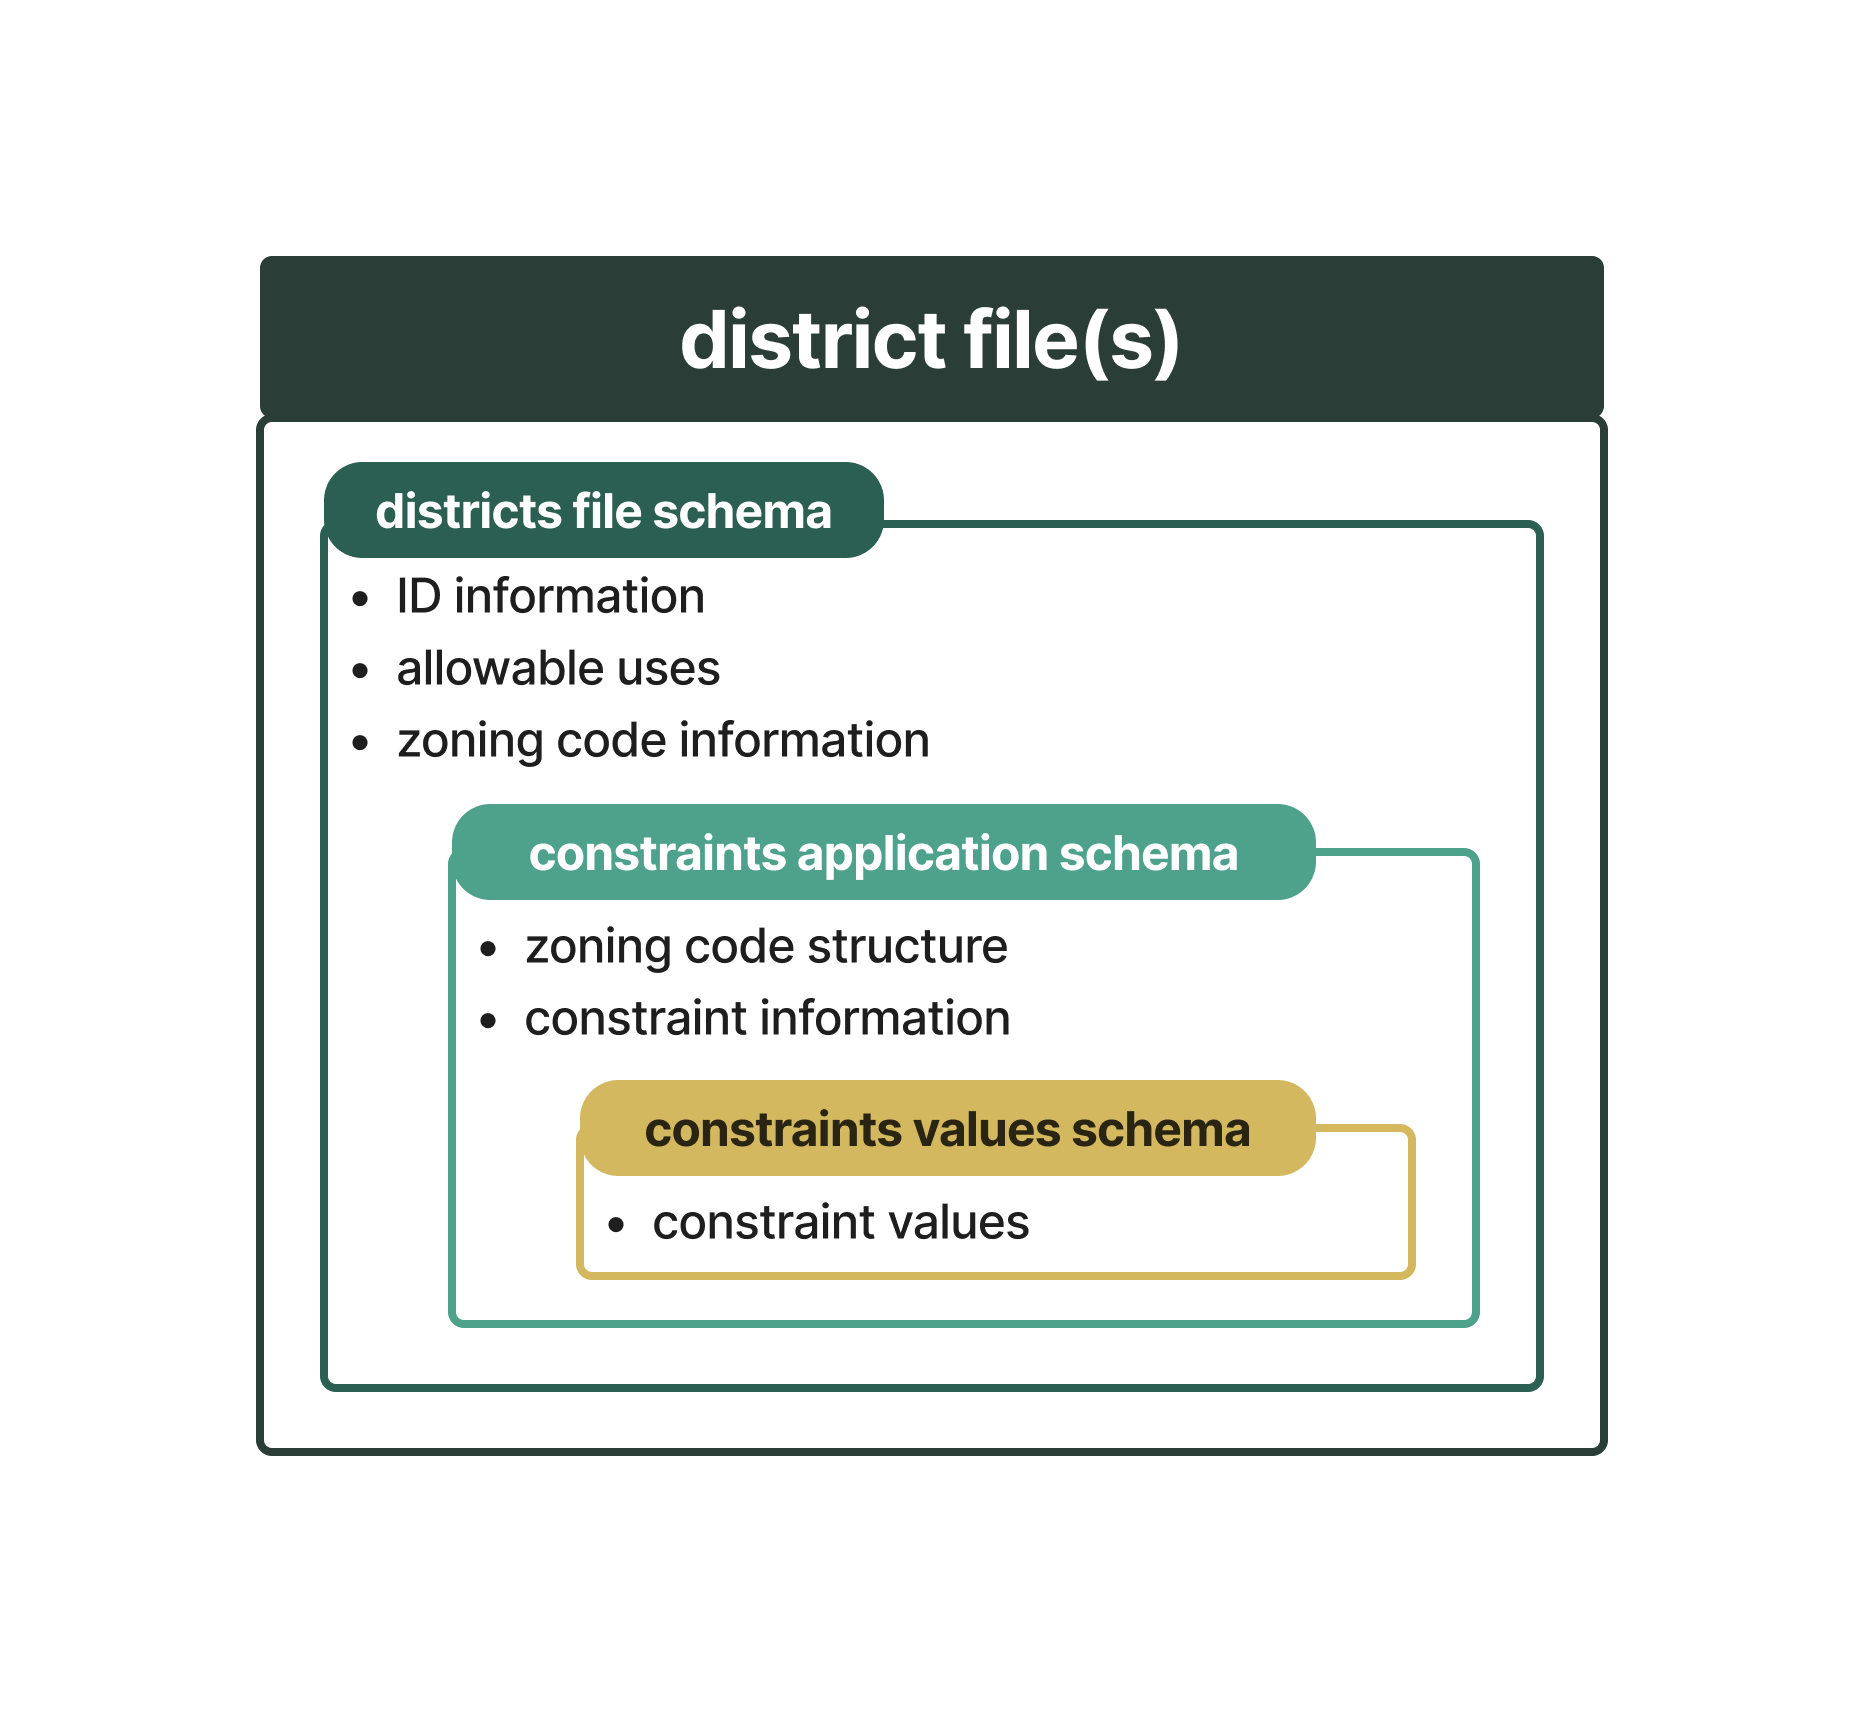 district file(s)
districts file schema
• ID information
• allowable uses
• zoning code information
constraints application schema
• zoning code structure
• constraint information
constraints values schema
• constraint values